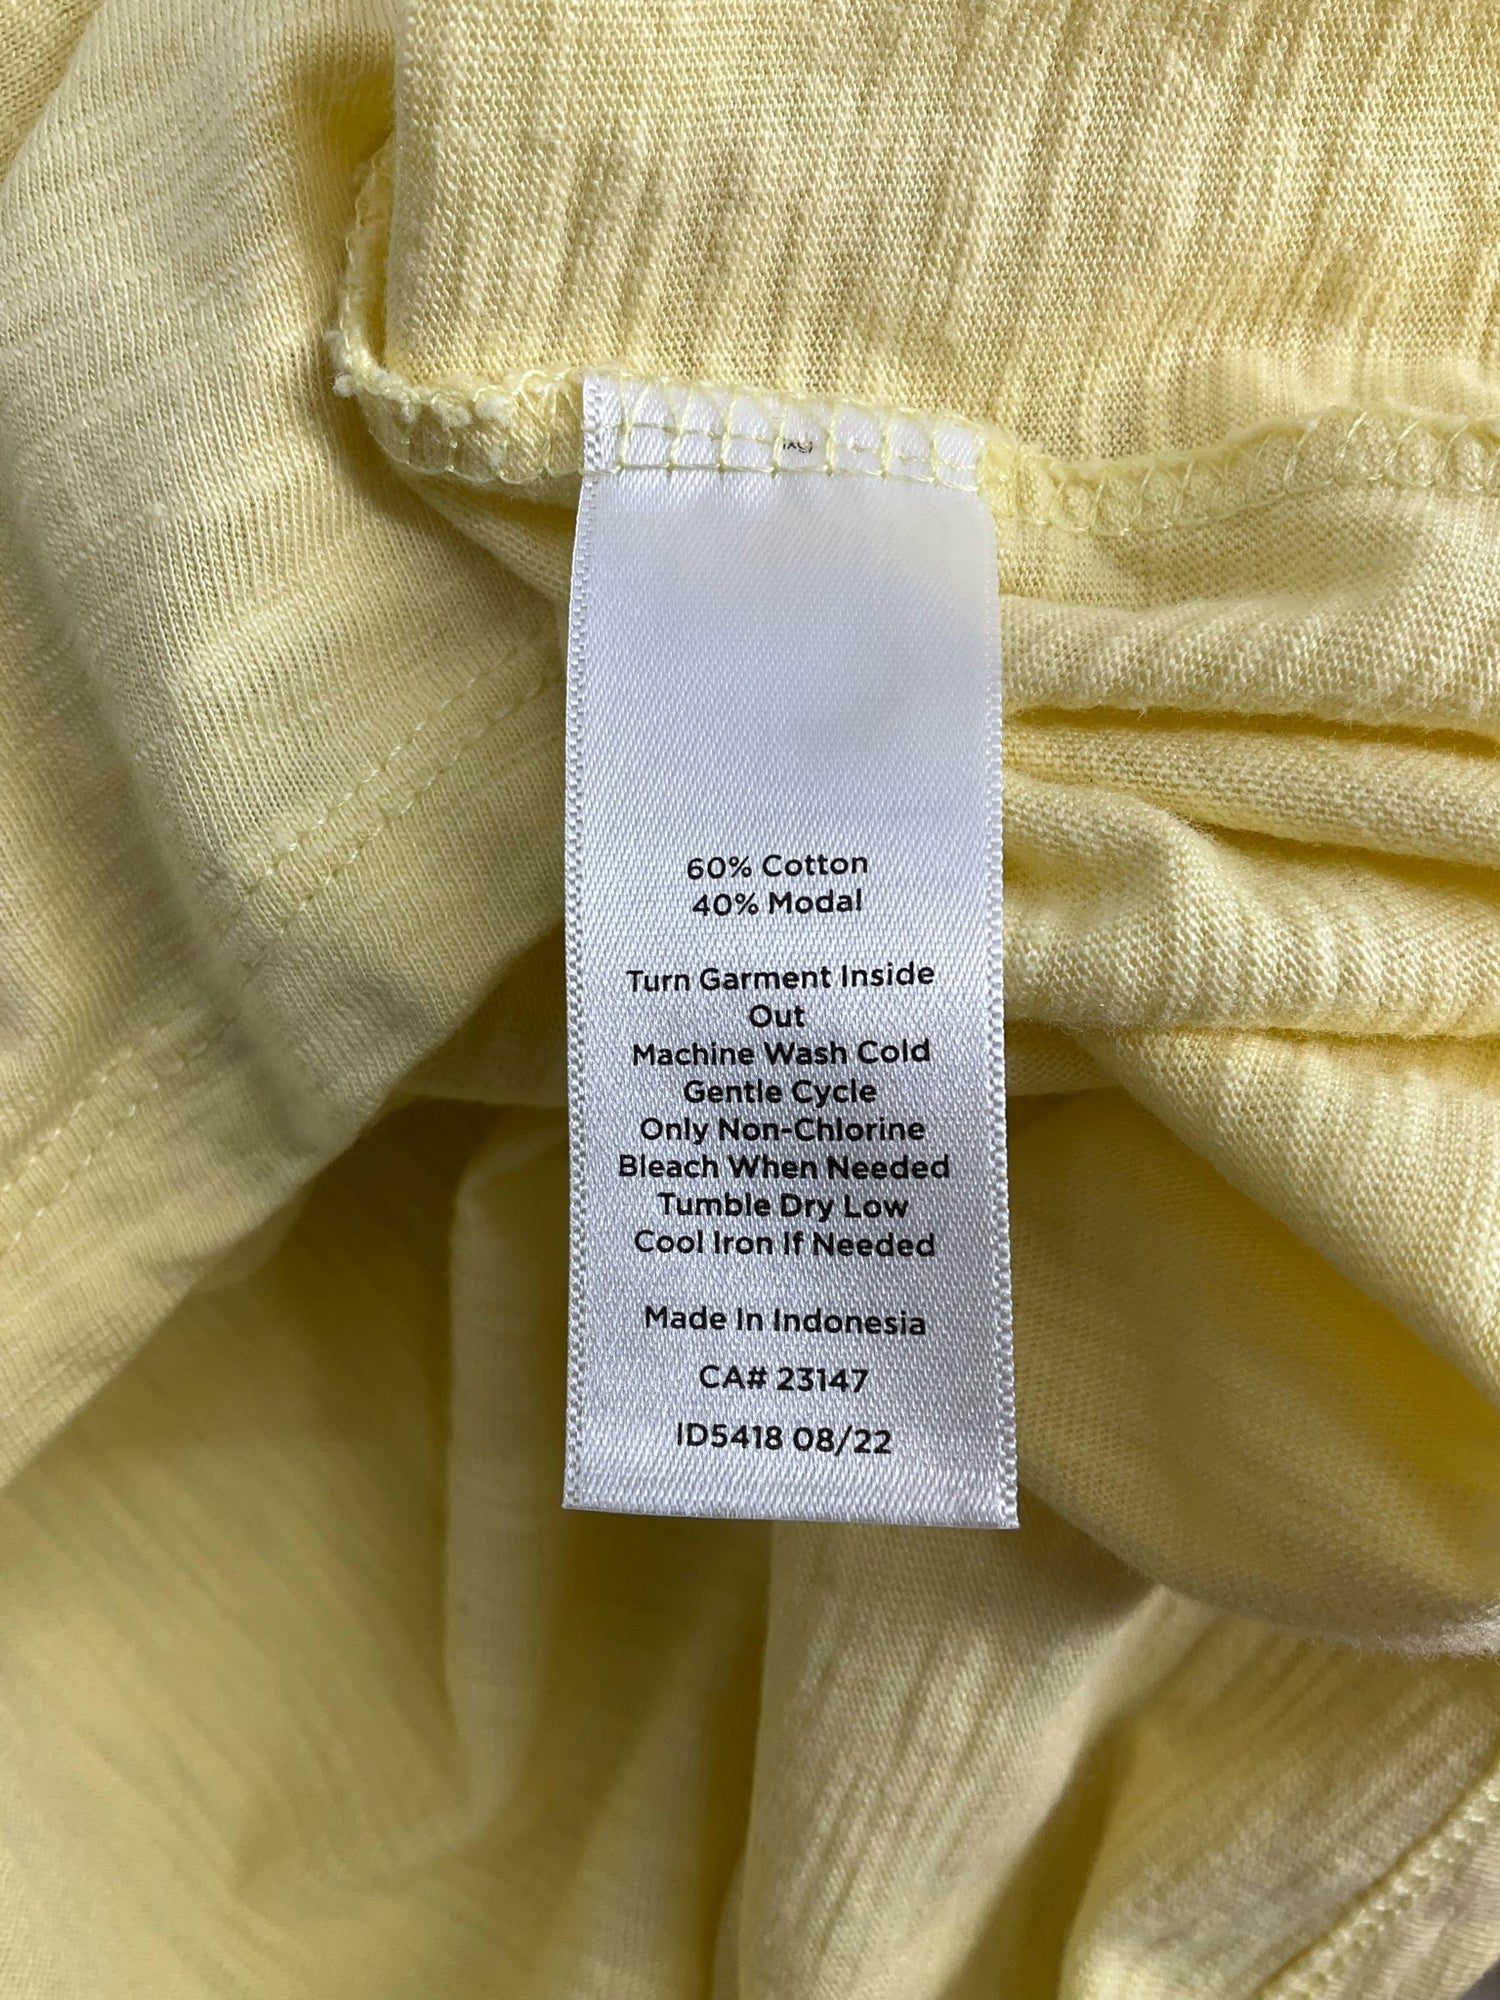 60% Cotton
40% Modal
Turn Garment Inside
Out
Machine Wash Cold
Gentle Cycle
Only Non-Chlorine
Bleach When Needed
Tumble Dry Low
Cool Iron If Needed
Made In Indonesia
CA# 23147
ID5418 08/22